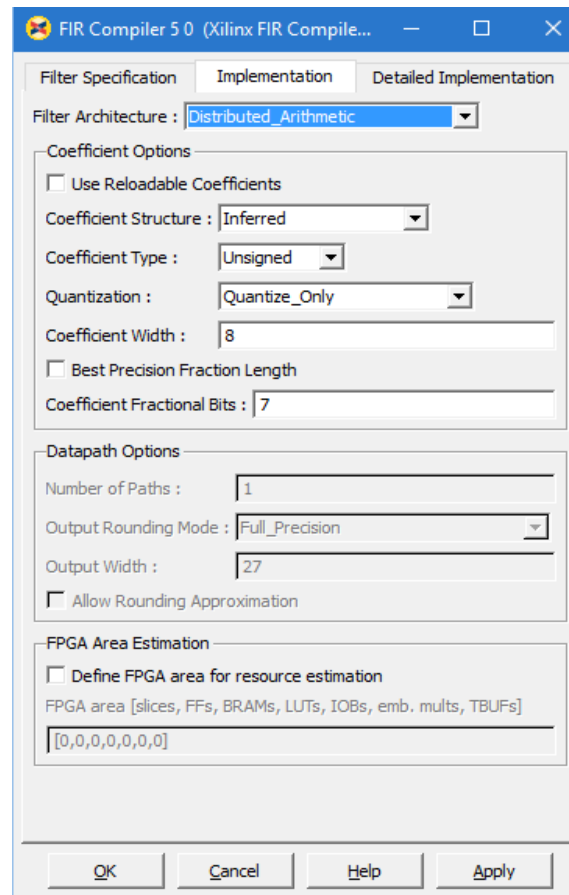 FIR Compiler 5 0 (Xilinx FIR Compile...
Filter Specification Implementation Detailed Implementation
Filter Architecture : Distributed_Arithmetic
Coefficient Options
Use Reloadable Coefficients
Coefficient Structure : Inferred
Coefficient Type : Unsigned
Quantization : Quantize_Only
Coefficient Width : 8
Best Precision Fraction Length
Coefficient Fractional Bits : 7
Datapath Options
Number of Paths : 1
Output Rounding Mode : Full_Precision
Output Width : 27
Allow Rounding Approximation
FPGA Area Estimation
Define FPGA area for resource estimation
FPGA area [slices, FFs, BRAMs, LUTs, IOBs, emb. mults, TBUFs]
[0,0,0,0,0,0,0]
OK Cancel Help Apply